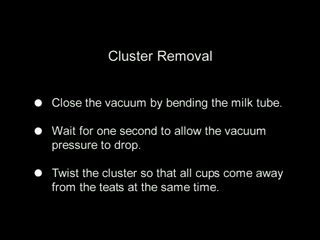 Cluster Removal
Close the vacuum by bending the milk tube.
Wait for one second to allow the vacuum
pressure to drop.
Twist the cluster so that all cups come away
from the teats at the same time.